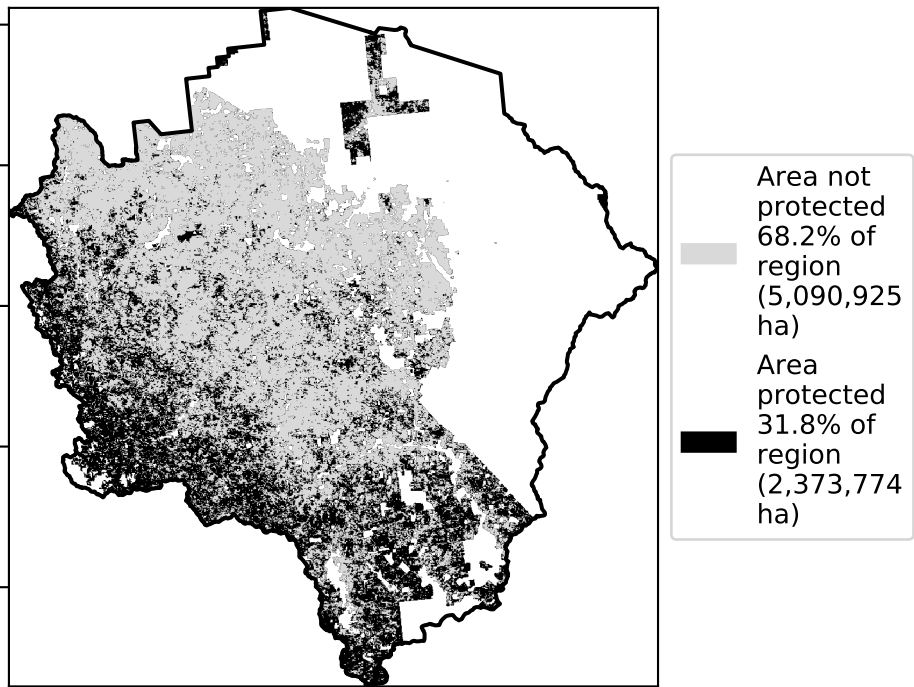 Area not
protected
68.2% of
region
(5,090,925
ha)
Area
protected
31.8% of
region
(2,373,774
ha)